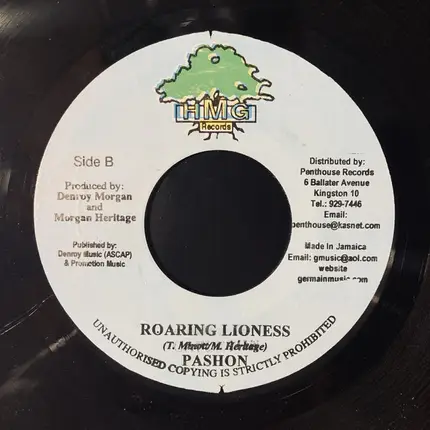 HMG
Records
Side B
Produced by:
Denroy Morgan
and
Morgan Heritage
Published by:
Denroy Music (ASCAP)
& Promotion Music
Distributed by:
Penthouse Records
6 Ballater Avenue
Kingston 10
Tel.: 929-7446
Email:
penthouse@kasnet.com
Made in Jamaica
Email: gmusic@aol.com
website
ROARING LIONESS
(T. Minott/M. Heritage)
PASHON
UNAUTHORISED COPYING IS STRICTLY PROHIBITED